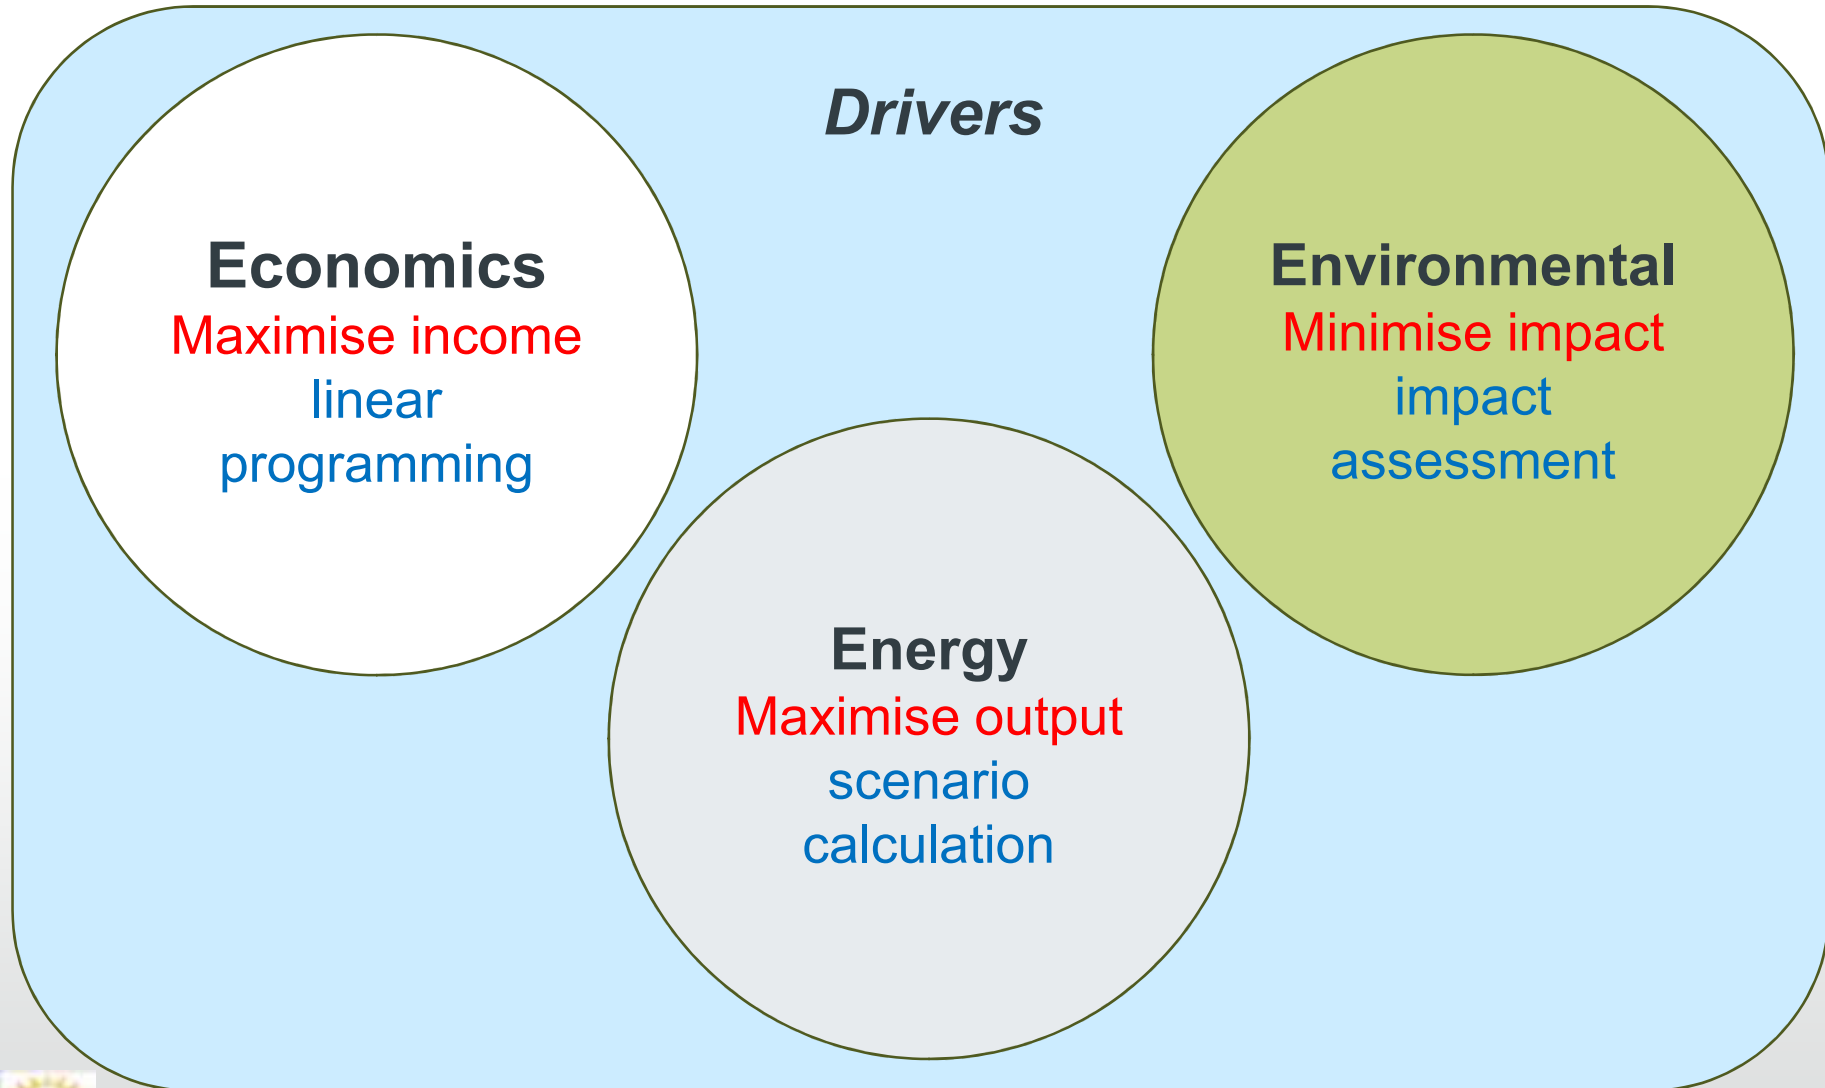 Drivers
Economics
Maximise income
linear
programming
Environmental
Minimise impact
impact
assessment
Energy
Maximise output
scenario
calculation